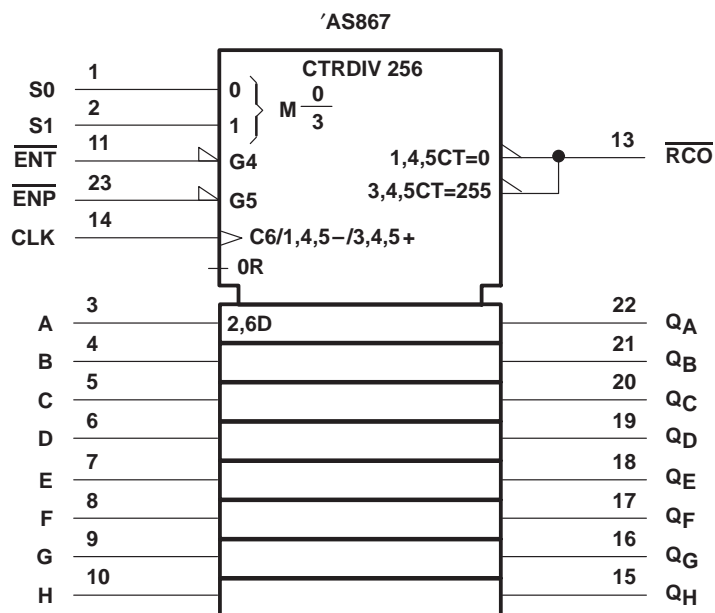 ′AS867
CTRDIV 256
S0 1 0 M 0/3
S1 2 1
ENT 11 G4 1,4,5CT=0 13 RCO
ENP 23 G5 3,4,5CT=255
CLK 14 C6/1,4,5−/3,4,5+
0R
A 3 2,6D 22 QA
B 4 21 QB
C 5 20 QC
D 6 19 QD
E 7 18 QE
F 8 17 QF
G 9 16 QG
H 10 15 QH